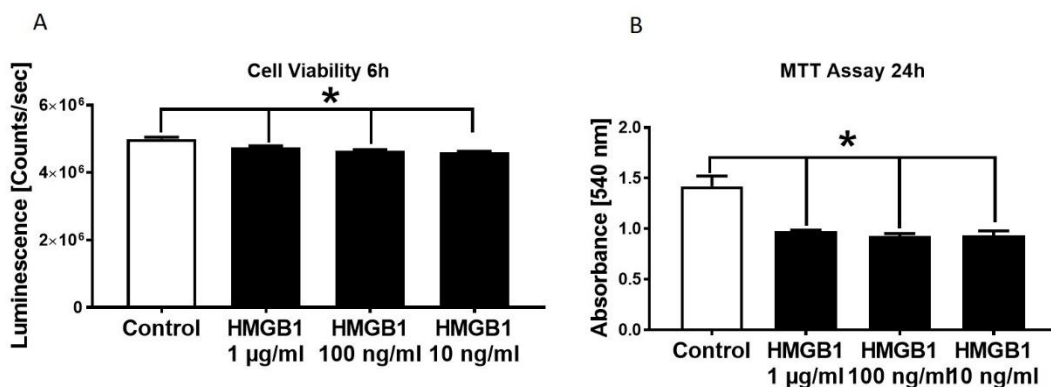 A
Cell Viability 6h
*
Luminescence [Counts/sec]
6×10⁶
4×10⁶
2×10⁶
0
Control
HMGB1
1 µg/ml
HMGB1
100 ng/ml
HMGB1
10 ng/ml
B
MTT Assay 24h
*
Absorbance [540 nm]
2.0
1.5
1.0
0.5
0.0
Control
HMGB1
1 µg/ml
HMGB1
100 ng/ml
HMGB1
10 ng/ml